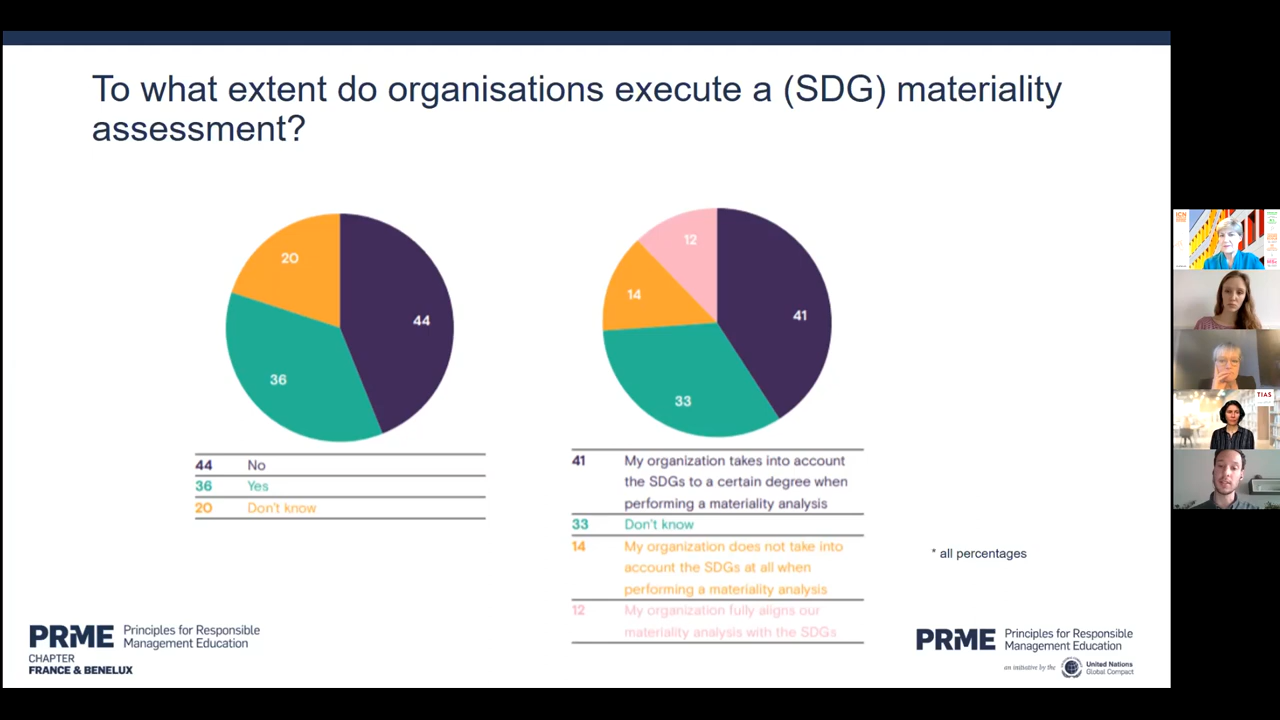 To what extent do organisations execute a (SDG) materiality
assessment?
20
44
36
12
14
41
33
44 No
36 Yes
20 Don't know
41 My organization takes into account
the SDGs to a certain degree when
performing a materiality analysis
33 Don't know
14 My organization does not take into
account the SDGs at all when
performing a materiality analysis
12 My organization fully aligns our
materiality analysis with the SDGs
* all percentages
PRME Principles for Responsible
Management Education
CHAPTER
FRANCE & BENELUX
PRME Principles for Responsible
Management Education
an initiative by the United Nations
Global Compact
ICN
TIAS